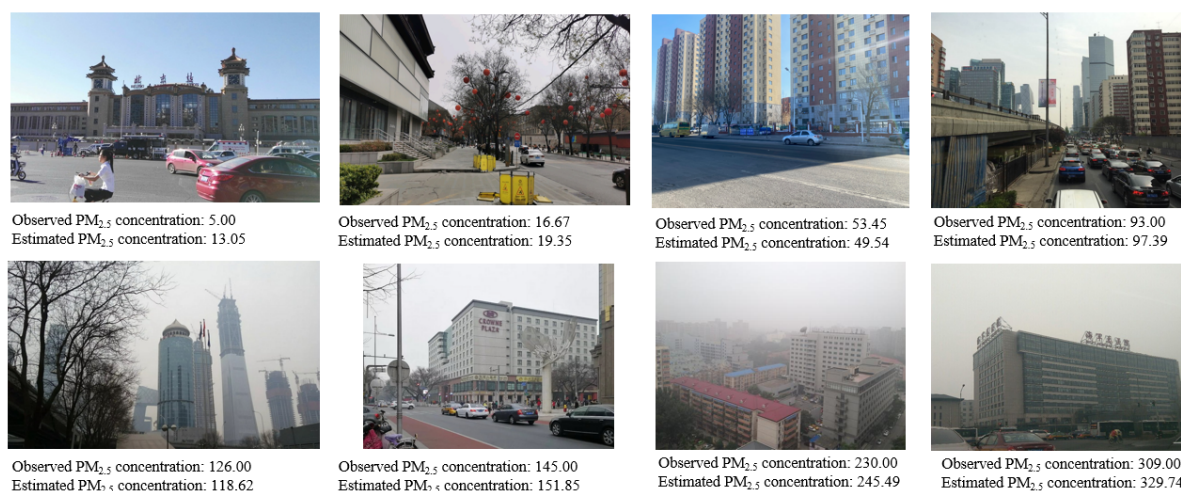 北京站
Observed PM2.5 concentration: 5.00
Estimated PM2.5 concentration: 13.05
Observed PM2.5 concentration: 16.67
Estimated PM2.5 concentration: 19.35
Observed PM2.5 concentration: 53.45
Estimated PM2.5 concentration: 49.54
Observed PM2.5 concentration: 93.00
Estimated PM2.5 concentration: 97.39
CROWNE
PLAZA
Observed PM2.5 concentration: 126.00
Estimated PM2.5 concentration: 118.62
Observed PM2.5 concentration: 145.00
Estimated PM2.5 concentration: 151.85
Observed PM2.5 concentration: 230.00
Estimated PM2.5 concentration: 245.49
Observed PM2.5 concentration: 309.00
Estimated PM2.5 concentration: 329.74